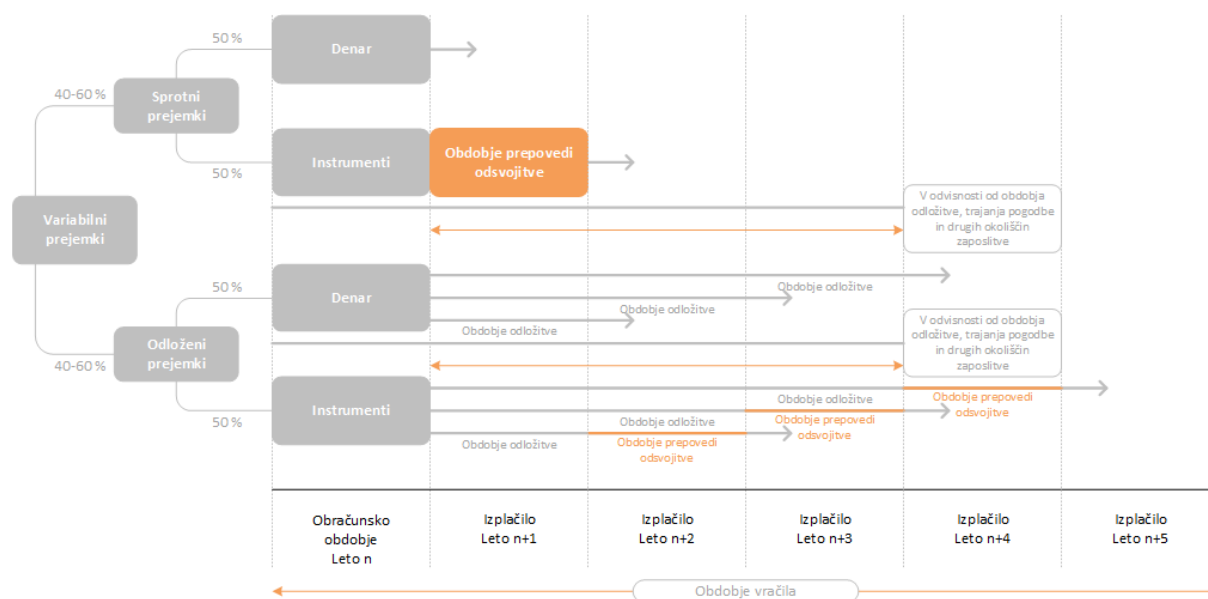 50 %
Denar
40-60 %
Sprotni
prejemki
50 %
Instrumenti
Obdobje prepovedi
odsvojitve
Variabilni
prejemki
V odvisnosti od obdobja
odložitve, trajanja pogodbe
in drugih okoliščin
zaposlitve
50 %
Denar
Obdobje odložitve
Obdobje odložitve
Obdobje odložitve
40-60 %
Odloženi
prejemki
V odvisnosti od obdobja
odložitve, trajanja pogodbe
in drugih okoliščin
zaposlitve
50 %
Instrumenti
Obdobje odložitve
Obdobje prepovedi
odsvojitve
Obdobje odložitve
Obdobje prepovedi
odsvojitve
Obdobje odložitve
Obdobje prepovedi
odsvojitve
Obračunsko
obdobje
Leto n
Izplačilo
Leto n+1
Izplačilo
Leto n+2
Izplačilo
Leto n+3
Izplačilo
Leto n+4
Izplačilo
Leto n+5
Obdobje vračila